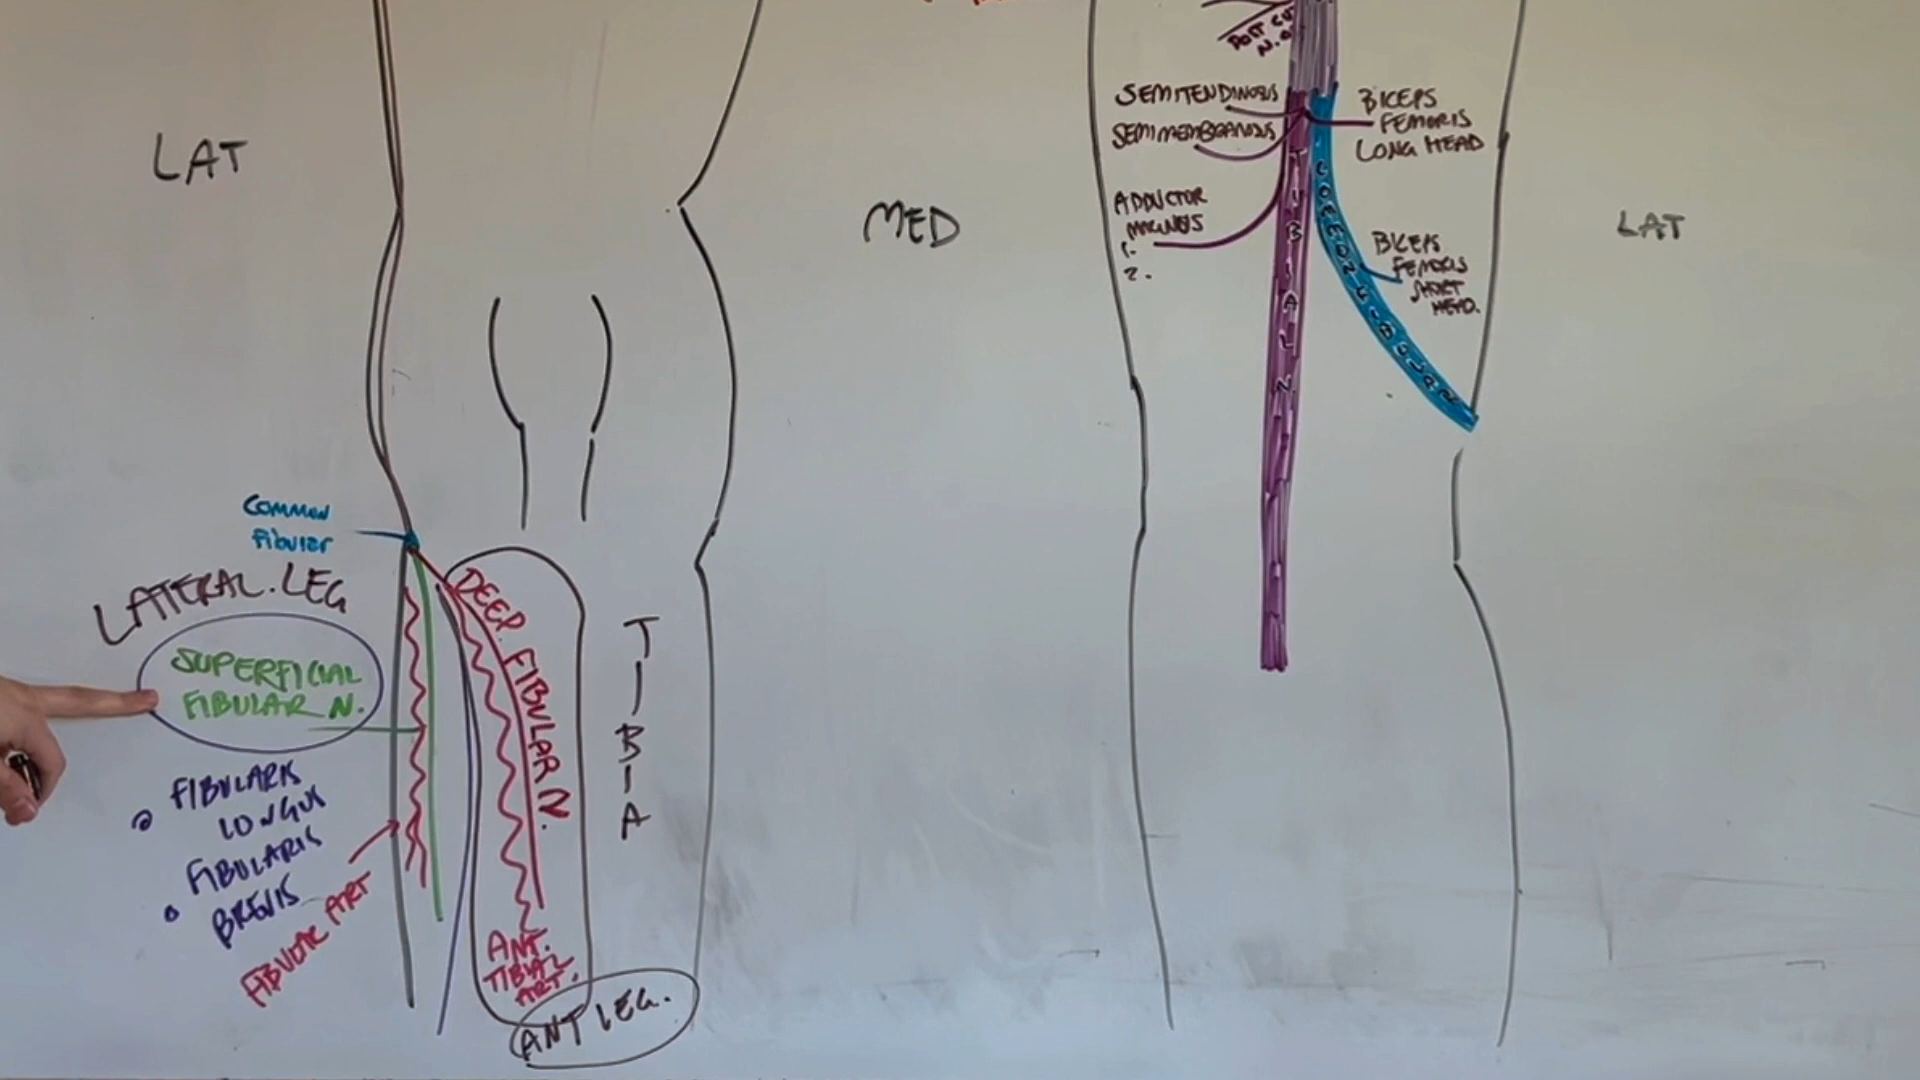 LAT
COMMON
FIBULAR
LATERAL. LEG
SUPERFICIAL
FIBULAR N.
FIBULARIS
LONGUS
FIBULARIS
BREVIS
FIBULAR ART
DEEP FIBULAR N.
ANT.
TIBIAL
ART.
ANT LEG.
TIBIA
MED
POST CU
N. O
SEMITENDINOSUS
SEMIMEMBRANOSUS
ADDUCTOR
MAGNUS
1.
2.
TIBIAL N.
BICEPS
FEMORIS
LONG HEAD
BICEPS
FEMORIS
SHORT
HEAD.
LAT